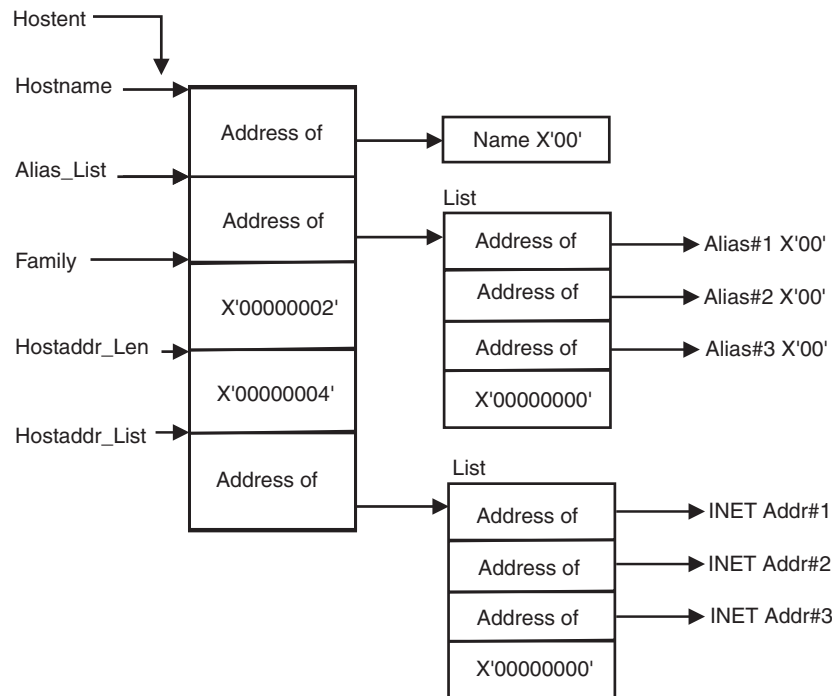 Hostent
Hostname
Address of
Name X'00'
Alias_List
List
Address of
Address of
Alias#1 X'00'
Family
Address of
Alias#2 X'00'
X'00000002'
Hostaddr_Len
Address of
Alias#3 X'00'
X'00000004'
X'00000000'
Hostaddr_List
List
Address of
Address of
INET Addr#1
Address of
INET Addr#2
Address of
INET Addr#3
X'00000000'